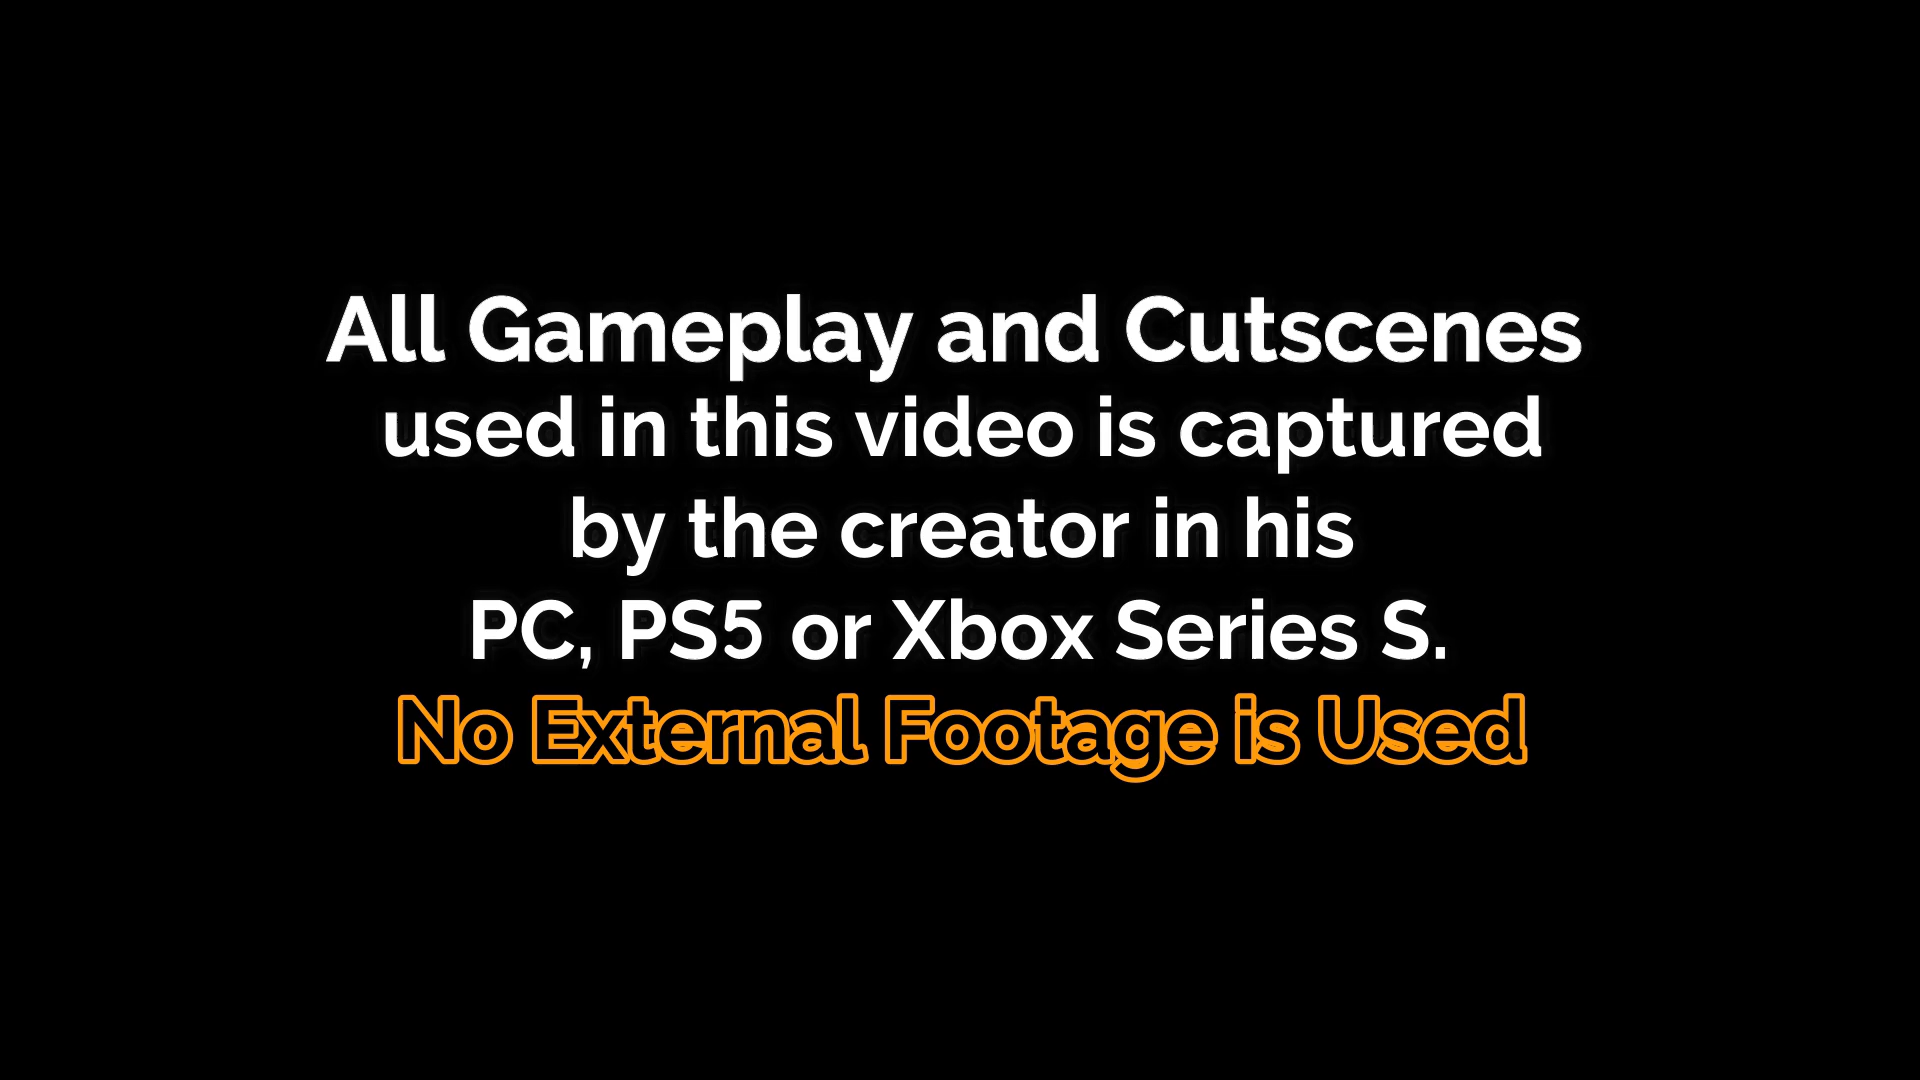 All Gameplay and Cutscenes
used in this video is captured
by the creator in his
PC, PS5 or Xbox Series S.
No External Footage is Used